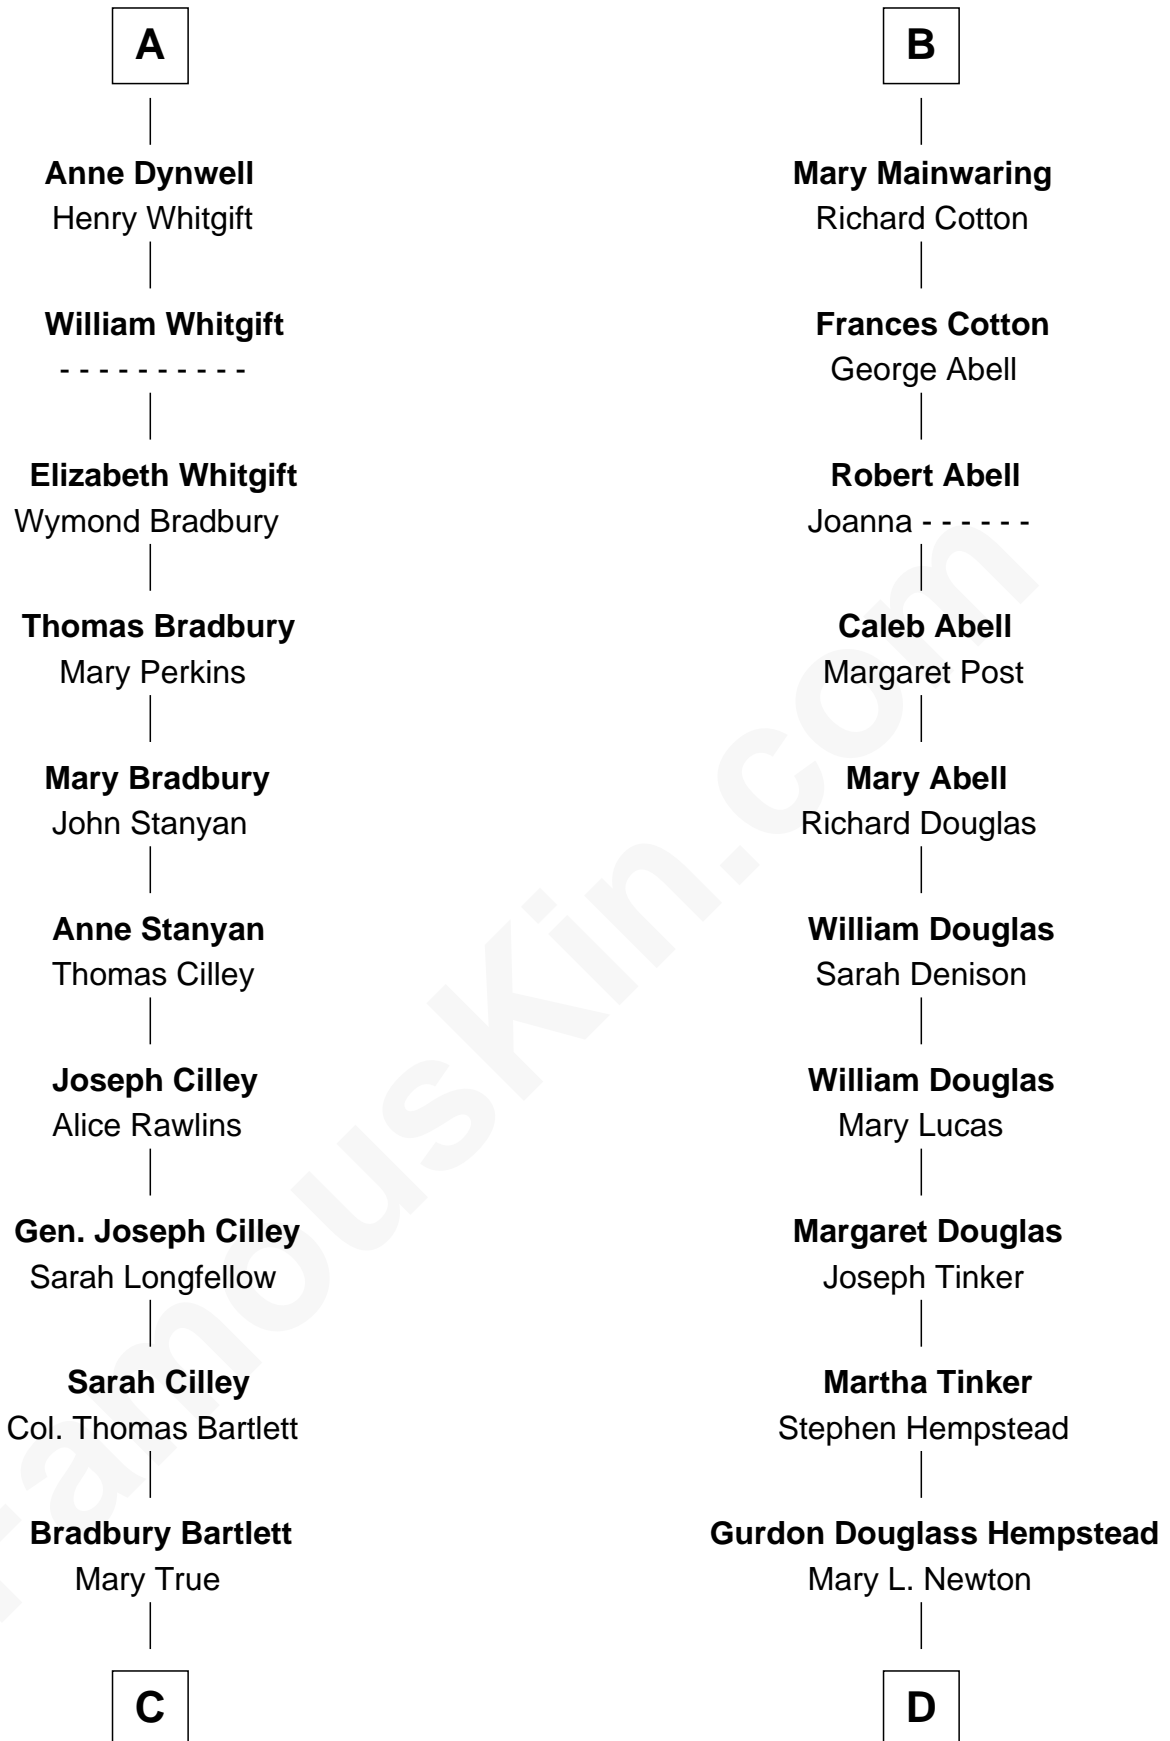 A
Anne Dynwell
Henry Whitgift
William Whitgift
- - - - - - - - - -
Elizabeth Whitgift
Wymond Bradbury
Thomas Bradbury
Mary Perkins
Mary Bradbury
John Stanyan
Anne Stanyan
Thomas Cilley
Joseph Cilley
Alice Rawlins
Gen. Joseph Cilley
Sarah Longfellow
Sarah Cilley
Col. Thomas Bartlett
Bradbury Bartlett
Mary True
C
B
Mary Mainwaring
Richard Cotton
Frances Cotton
George Abell
Robert Abell
Joanna - - - - - -
Caleb Abell
Margaret Post
Mary Abell
Richard Douglas
William Douglas
Sarah Denison
William Douglas
Mary Lucas
Margaret Douglas
Joseph Tinker
Martha Tinker
Stephen Hempstead
Gurdon Douglass Hempstead
Mary L. Newton
D
FamousKin.com